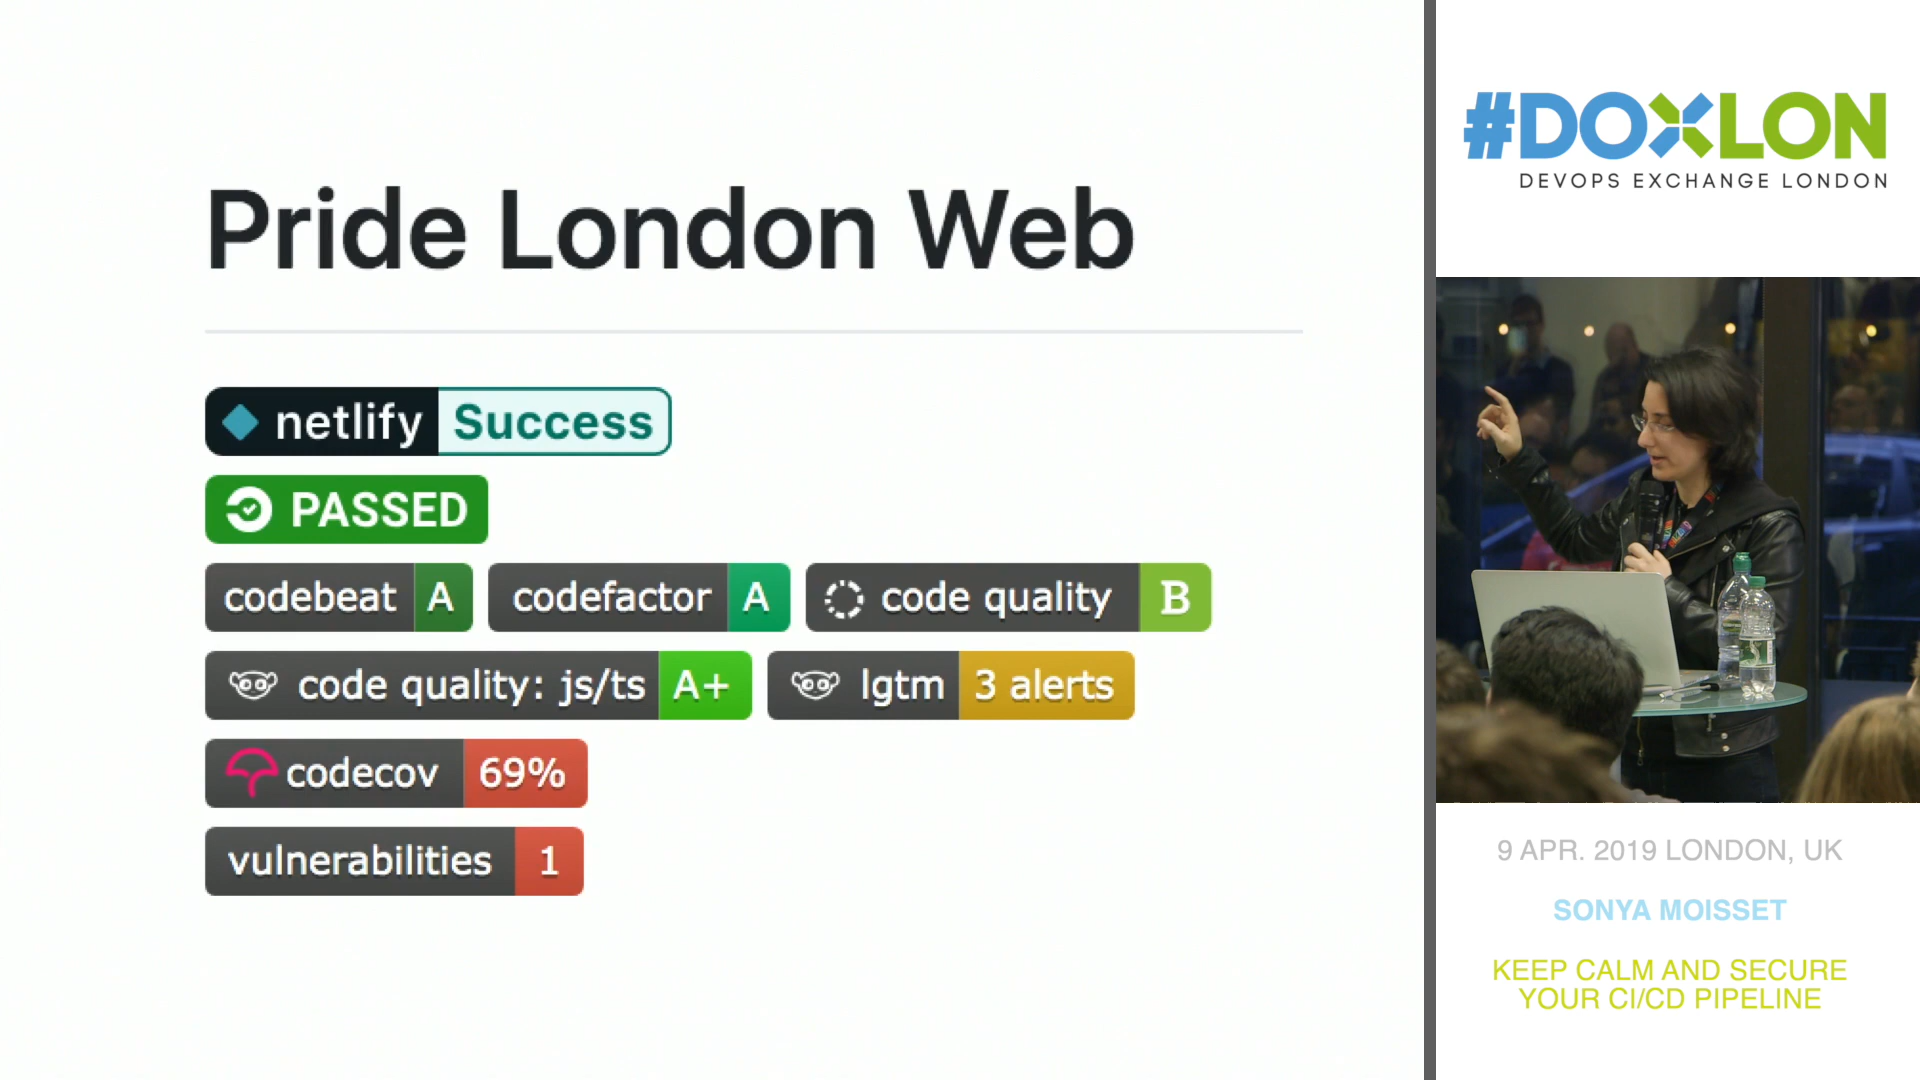 Pride London Web
netlify Success
PASSED
codebeat A codefactor A code quality B
code quality: js/ts A+ lgtm 3 alerts
codecov 69%
vulnerabilities 1
#DOXLON
DEVOPS EXCHANGE LONDON
9 APR. 2019 LONDON, UK
SONYA MOISSET
KEEP CALM AND SECURE
YOUR CI/CD PIPELINE